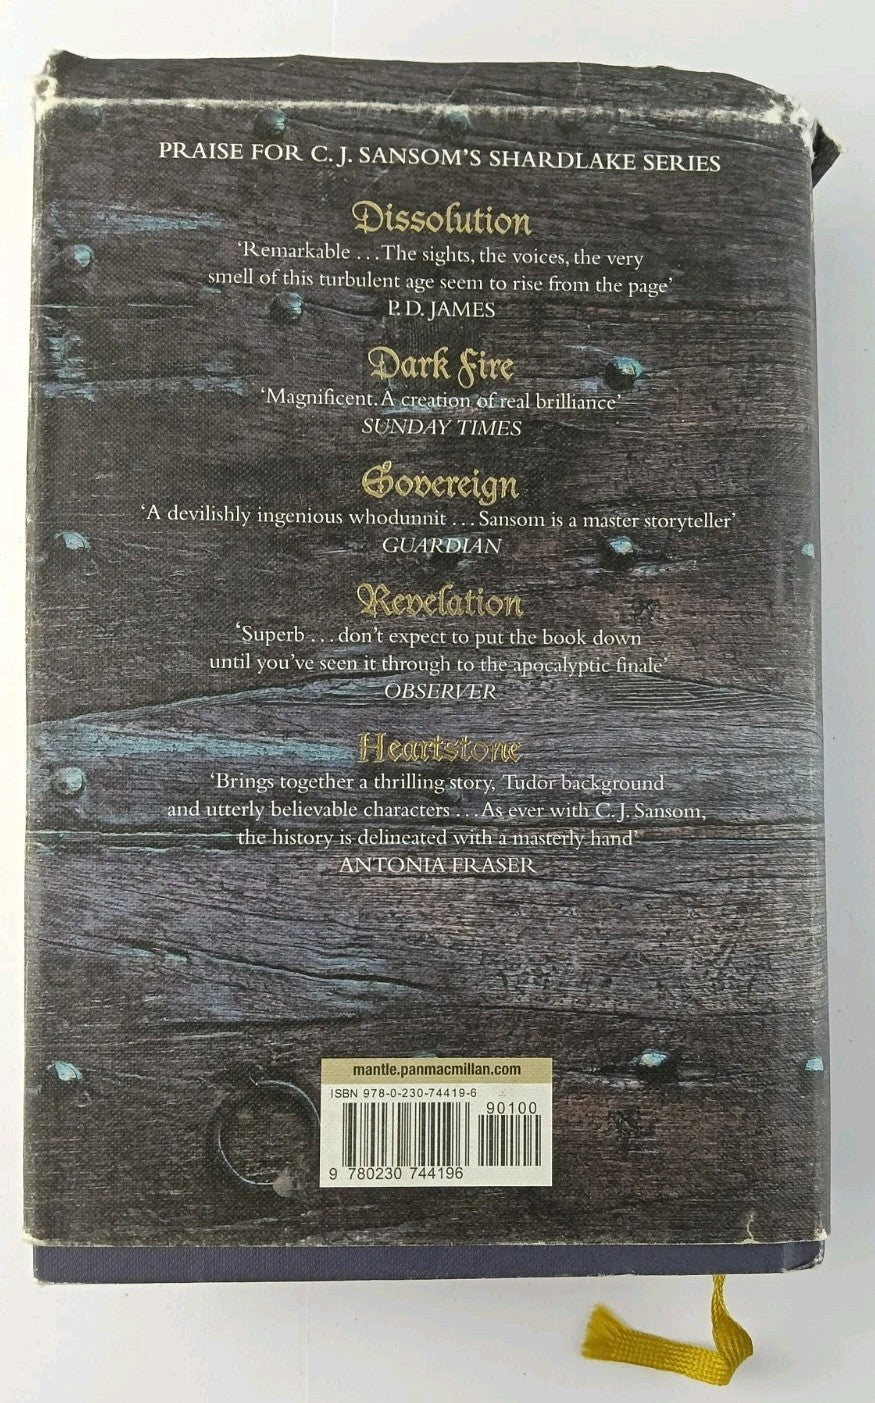 PRAISE FOR C. J. SANSOM'S SHARDLAKE SERIES
Dissolution
‘Remarkable . . . The sights, the voices, the very
smell of this turbulent age seem to rise from the page’
P. D. JAMES
Dark Fire
‘Magnificent. A creation of real brilliance’
SUNDAY TIMES
Sovereign
‘A devilishly ingenious whodunnit . . . Sansom is a master storyteller’
GUARDIAN
Revelation
‘Superb . . . don’t expect to put the book down
until you’ve seen it through to the apocalyptic finale’
OBSERVER
Heartstone
‘Brings together a thrilling story, Tudor background
and utterly believable characters . . . As ever with C. J. Sansom,
the history is delineated with a masterly hand’
ANTONIA FRASER
mantle.panmacmillan.com
ISBN 978-0-230-74419-6
90100
9 780230 744196